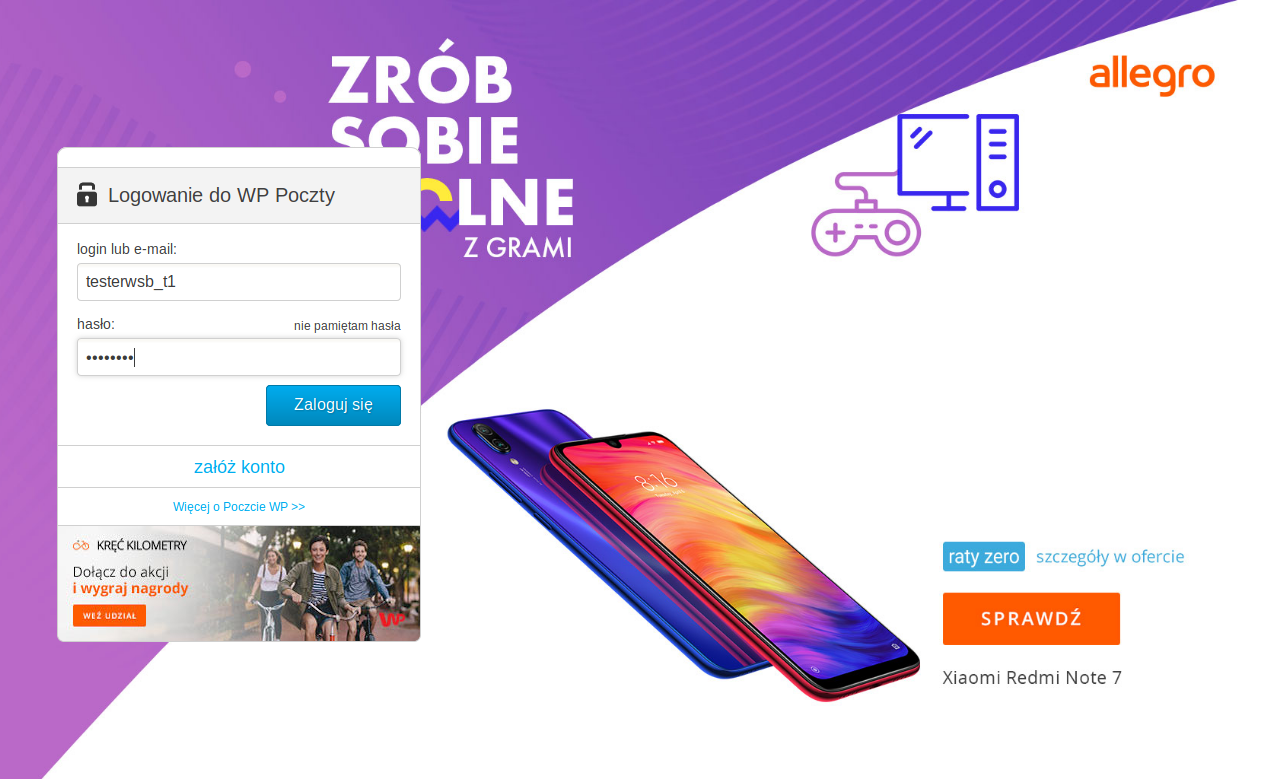 ZRÓB
SOBIE
LNE
Z GRAMI
allegro
Logowanie do WP Poczty
login lub e-mail:
testerwsb_t1
hasło:
nie pamiętam hasła
••••••••
Zaloguj się
załóż konto
Więcej o Poczcie WP >>
KRĘĆ KILOMETRY
Dołącz do akcji
i wygraj nagrody
WEŹ UDZIAŁ
WP
8:16
raty zero szczegóły w ofercie
SPRAWDŹ
Xiaomi Redmi Note 7